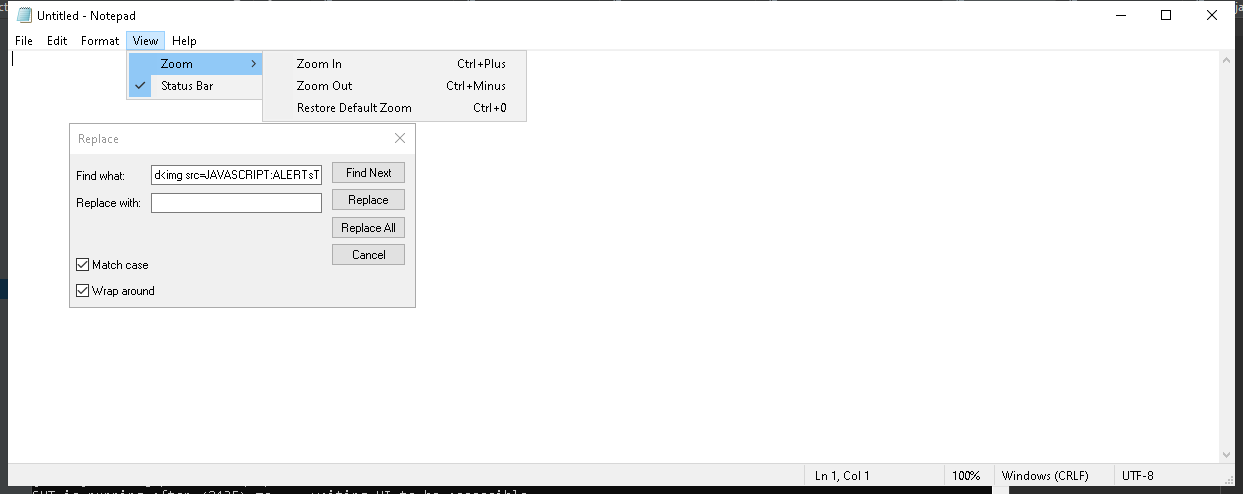 Untitled - Notepad
File Edit Format View Help
Zoom
Status Bar
Zoom In Ctrl+Plus
Zoom Out Ctrl+Minus
Restore Default Zoom Ctrl+0
Replace
Find what: d<img src=JAVASCRIPT:ALERTsT Find Next
Replace with: Replace
Replace All
Cancel
Match case
Wrap around
Ln 1, Col 1 100% Windows (CRLF) UTF-8